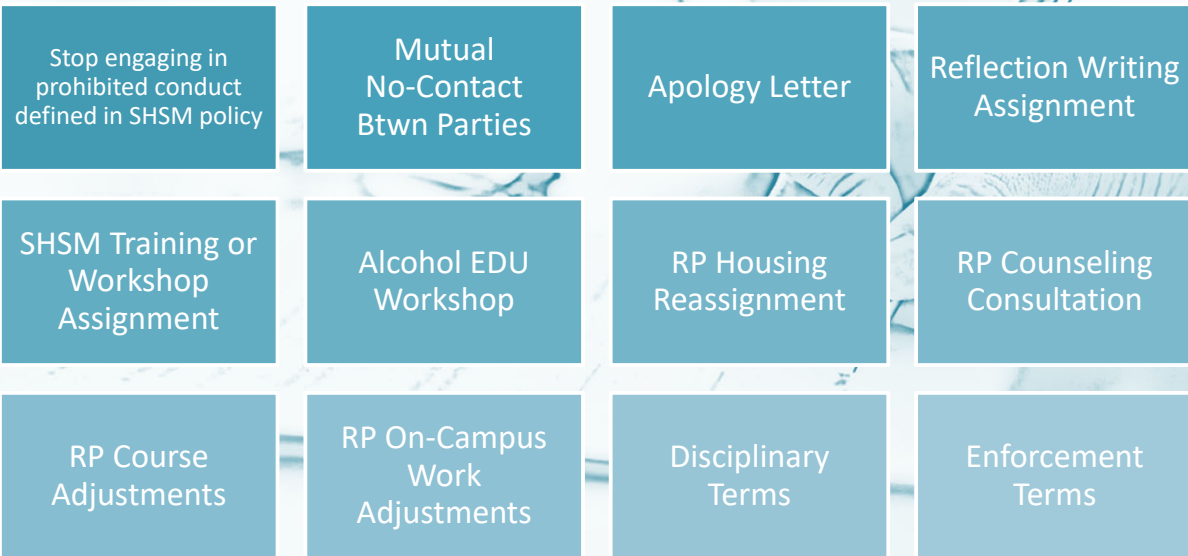 Stop engaging in
prohibited conduct
defined in SHSM policy
Mutual
No-Contact
Btwn Parties
Apology Letter
Reflection Writing
Assignment
SHSM Training or
Workshop
Assignment
Alcohol EDU
Workshop
RP Housing
Reassignment
RP Counseling
Consultation
RP Course
Adjustments
RP On-Campus
Work
Adjustments
Disciplinary
Terms
Enforcement
Terms